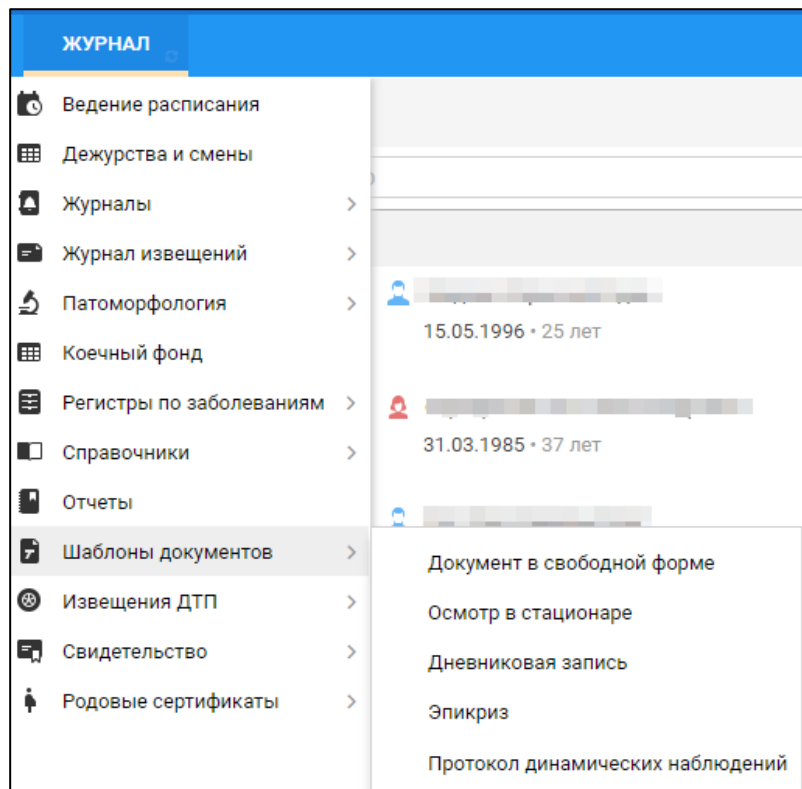 ЖУРНАЛ
Ведение расписания
Дежурства и смены
Журналы
Журнал извещений
Патоморфология
15.05.1996 • 25 лет
Коечный фонд
Регистры по заболеваниям
Справочники
31.03.1985 • 37 лет
Отчеты
Шаблоны документов
Документ в свободной форме
Извещения ДТП
Осмотр в стационаре
Свидетельство
Дневниковая запись
Родовые сертификаты
Эпикриз
Протокол динамических наблюдений